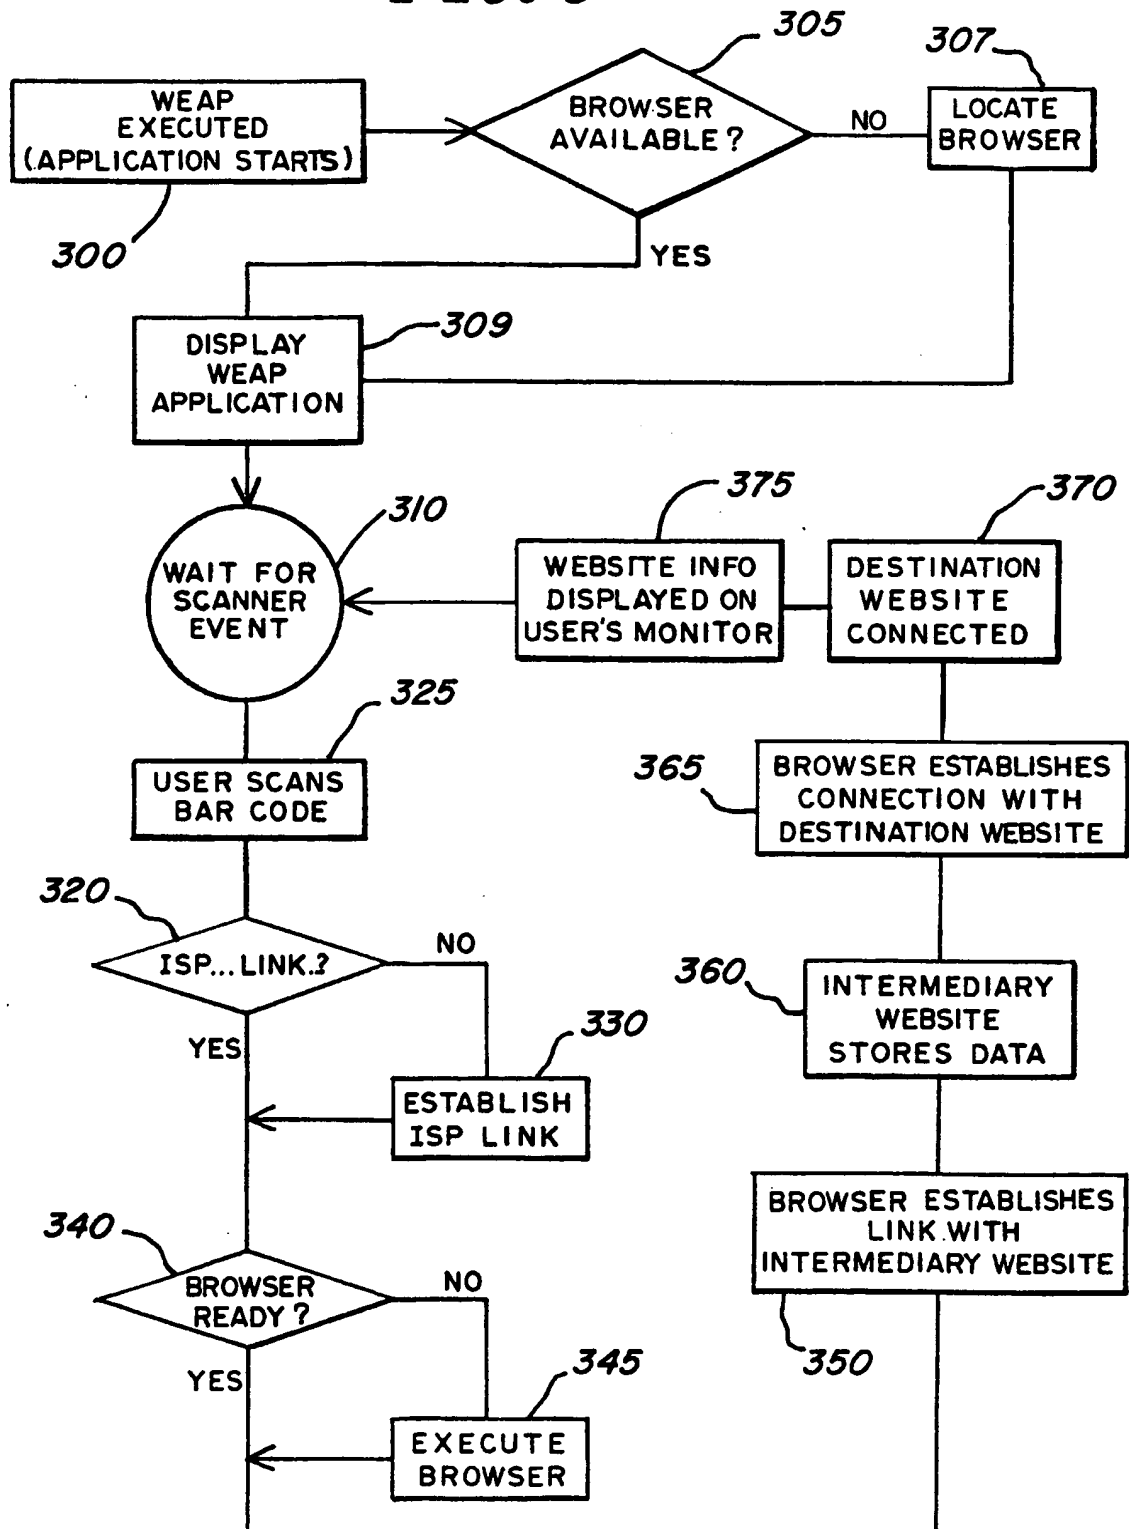 305
307
WEAP
EXECUTED
(APPLICATION STARTS)
BROWSER
AVAILABLE?
NO
LOCATE
BROWSER
300
YES
309
DISPLAY
WEAP
APPLICATION
375
370
310
WAIT FOR
SCANNER
EVENT
WEBSITE INFO
DISPLAYED ON
USER'S MONITOR
DESTINATION
WEBSITE
CONNECTED
325
USER SCANS
BAR CODE
365
BROWSER ESTABLISHES
CONNECTION WITH
DESTINATION WEBSITE
320
ISP...LINK.?
NO
360
INTERMEDIARY
WEBSITE
STORES DATA
YES
330
ESTABLISH
ISP LINK
BROWSER ESTABLISHES
LINK WITH
INTERMEDIARY WEBSITE
340
BROWSER
READY?
NO
350
YES
345
EXECUTE
BROWSER